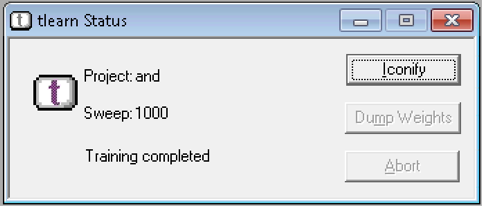 t tlearn Status
t
Project: and
Iconify
Sweep: 1000
Dump Weights
Training completed
Abort